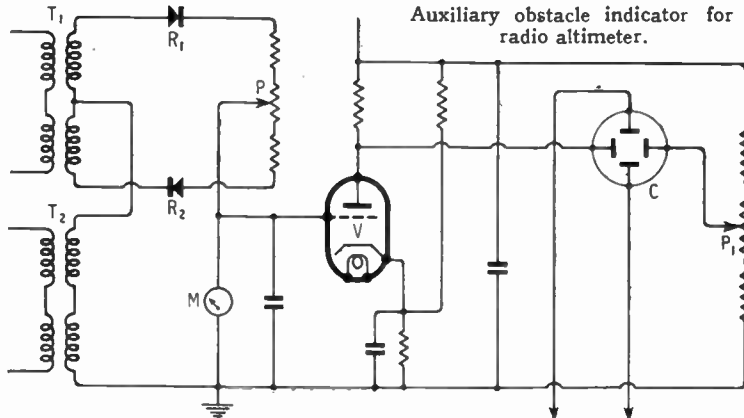 Auxiliary obstacle indicator for
radio altimeter.
T₁
R₁
P
R₂
T₂
V
M
C
P₁